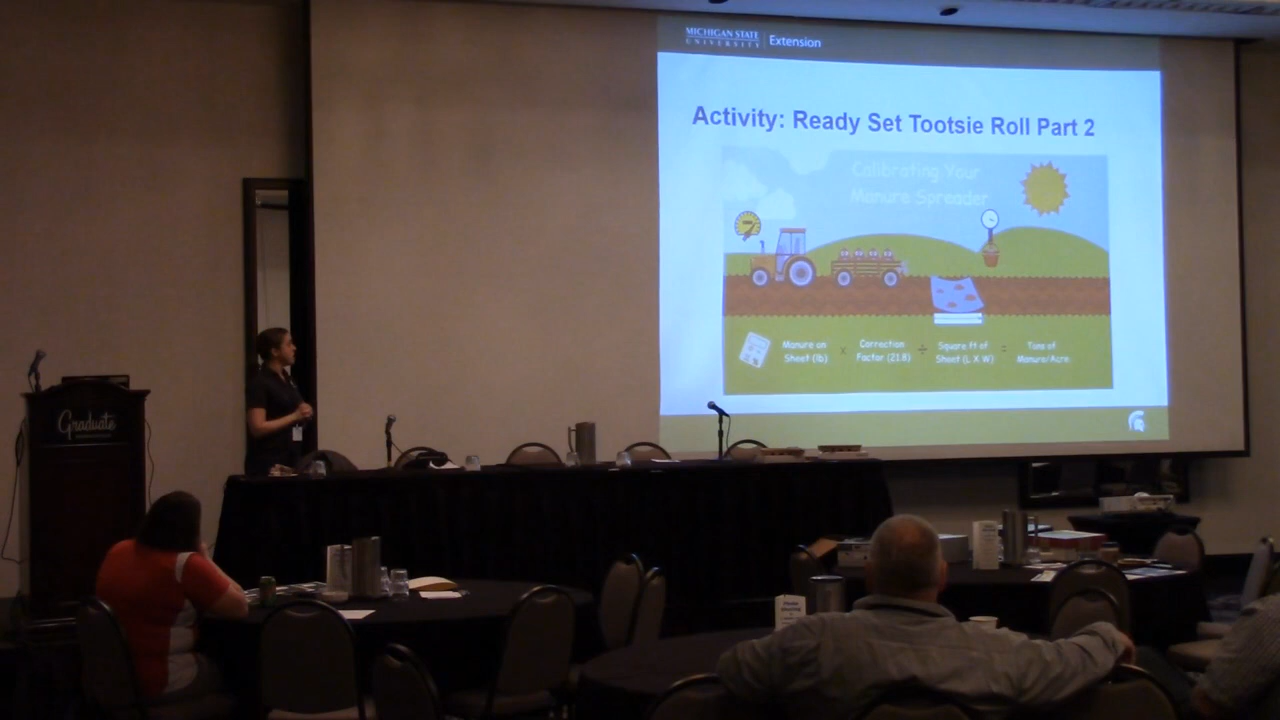 MICHIGAN STATE
UNIVERSITY
Extension
Activity: Ready Set Tootsie Roll Part 2
Calibrating Your
Manure Spreader
Manure on
Sheet (lb)
x
Correction
Factor (21.8)
÷
Square ft of
Sheet (L X W)
=
Tons of
Manure/Acre
Graduate